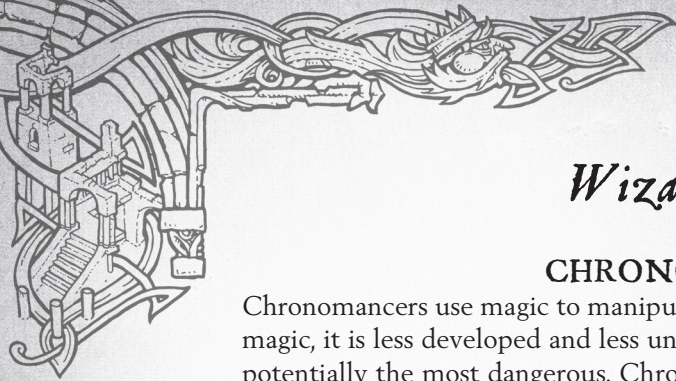 Wiza
CHRONO
Chronomancers use magic to manipu
magic, it is less developed and less un
potentially the most dangerous. Chro